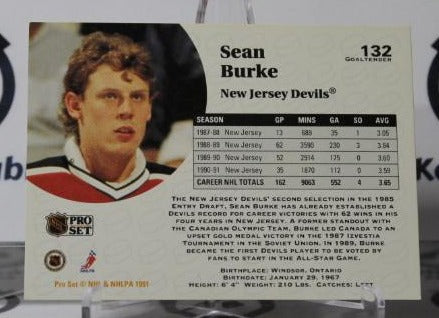 Sean
Burke
132
GOALTENDER
New Jersey Devils®
SEASON GP MINS GA SO AVG
1987-88 New Jersey 13 689 35 1 3.05
1988-89 New Jersey 62 3590 230 3 3.84
1989-90 New Jersey 52 2914 175 0 3.60
1990-91 New Jersey 35 1870 112 0 3.59
CAREER NHL TOTALS 162 9063 552 4 3.65
THE NEW JERSEY DEVILS' SECOND SELECTION IN THE 1985
ENTRY DRAFT, SEAN BURKE HAS ALREADY ESTABLISHED A
DEVILS RECORD FOR CAREER VICTORIES WITH 62 WINS IN HIS
FOUR YEARS IN NEW JERSEY. A FORMER STANDOUT WITH
THE CANADIAN OLYMPIC TEAM, BURKE LED CANADA TO AN
UPSET GOLD MEDAL VICTORY IN THE 1987 IZVESTIA
TOURNAMENT IN THE SOVIET UNION. IN 1989, BURKE
BECAME THE FIRST DEVILS PLAYER TO BE VOTED BY
FANS TO START IN THE ALL-STAR GAME.
BIRTHPLACE: WINDSOR, ONTARIO
BIRTHDATE: JANUARY 29, 1967
HEIGHT: 6' 4" WEIGHT: 210 LBS. CATCHES: LEFT
NHL
PRO
SET
NHLPA
Pro Set © NHL & NHLPA 1991